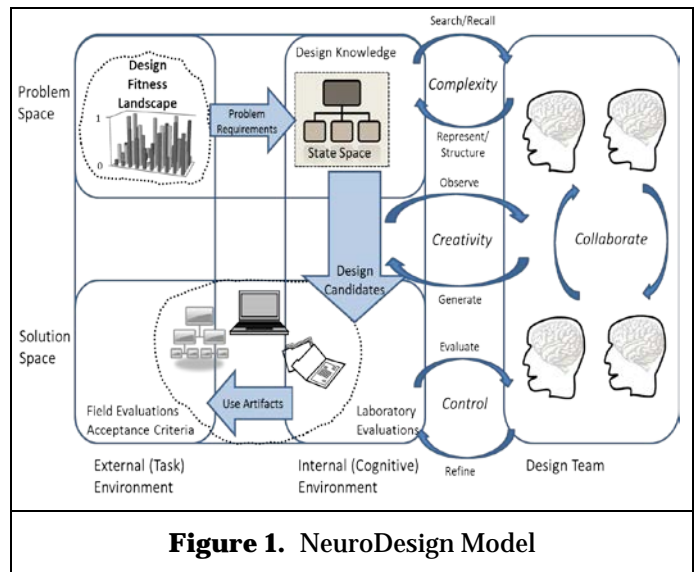 Search/Recall
Design Knowledge
Design
Fitness
Landscape
Problem
Space
1
0
Problem
Requirements
State Space
Complexity
Represent/
Structure
Observe
Creativity
Collaborate
Generate
Design
Candidates
Solution
Space
Evaluate
Use Artifacts
Control
Field Evaluations
Acceptance Criteria
Laboratory
Evaluations
Refine
External (Task)
Environment
Internal (Cognitive)
Environment
Design Team
Figure 1. NeuroDesign Model